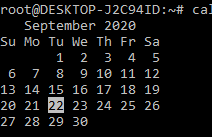 root@DESKTOP-J2C94ID:~# cal
September 2020
Su Mo Tu We Th Fr Sa
1 2 3 4 5
6 7 8 9 10 11 12
13 14 15 16 17 18 19
20 21 22 23 24 25 26
27 28 29 30